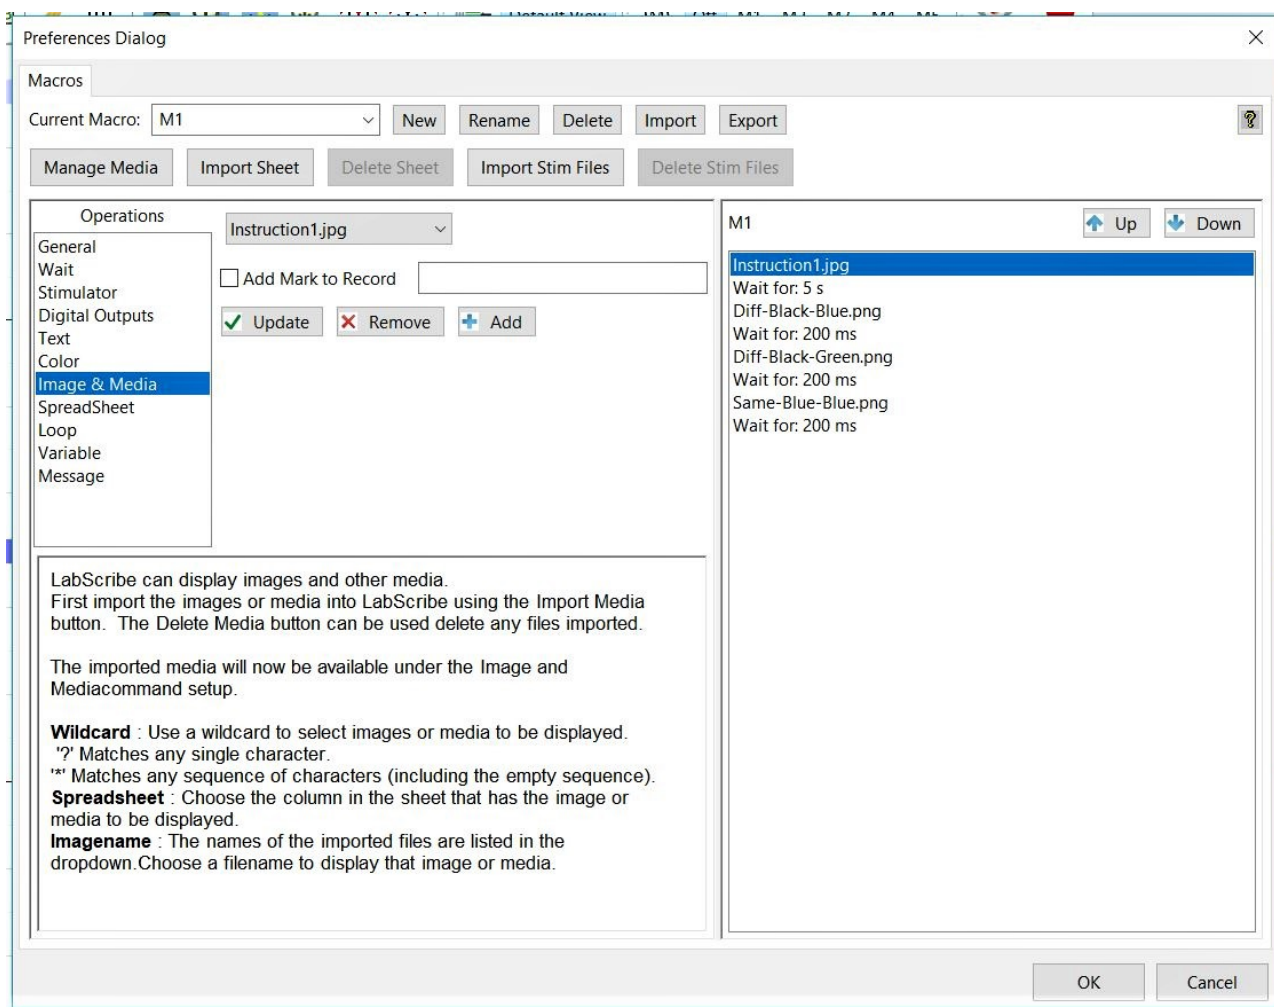 Preferences Dialog
Macros
Current Macro: M1 New Rename Delete Import Export
Manage Media Import Sheet Delete Sheet Import Stim Files Delete Stim Files
Operations
General
Wait
Stimulator
Digital Outputs
Text
Color
Image & Media
SpreadSheet
Loop
Variable
Message
Instruction1.jpg
Add Mark to Record
Update Remove Add
LabScribe can display images and other media.
First import the images or media into LabScribe using the Import Media
button. The Delete Media button can be used delete any files imported.
The imported media will now be available under the Image and
Mediacommand setup.
Wildcard : Use a wildcard to select images or media to be displayed.
'?' Matches any single character.
'*' Matches any sequence of characters (including the empty sequence).
Spreadsheet : Choose the column in the sheet that has the image or
media to be displayed.
Imagename : The names of the imported files are listed in the
dropdown.Choose a filename to display that image or media.
M1 Up Down
Instruction1.jpg
Wait for: 5 s
Diff-Black-Blue.png
Wait for: 200 ms
Diff-Black-Green.png
Wait for: 200 ms
Same-Blue-Blue.png
Wait for: 200 ms
OK Cancel